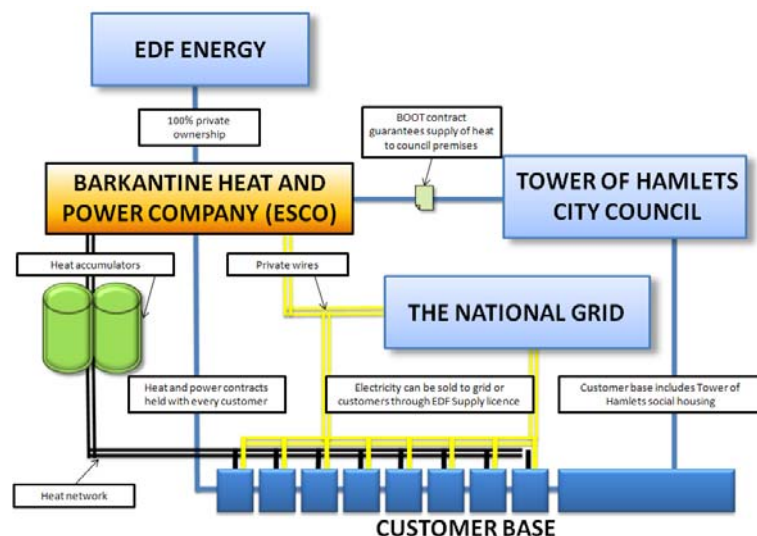 EDF ENERGY
100% private
ownership
BOOT contract
guarantees supply of heat
to council premises
BARKANTINE HEAT AND
POWER COMPANY (ESCO)
TOWER OF HAMLETS
CITY COUNCIL
Heat accumulators
Private wires
THE NATIONAL GRID
Heat and power contracts
held with every customer
Electricity can be sold to grid or
customers through EDF Supply licence
Customer base includes Tower of
Hamlets social housing
Heat network
CUSTOMER BASE